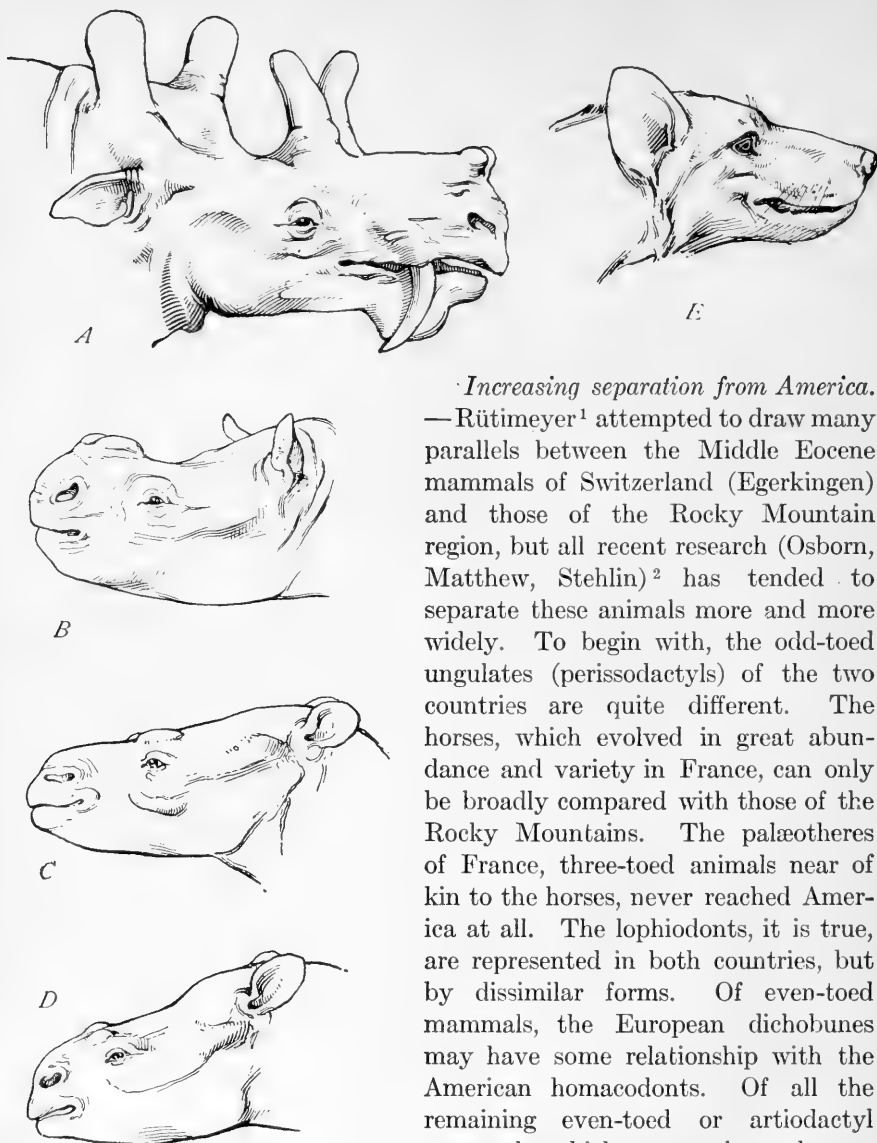 A
E
B
C
D
Increasing separation from America.
—Rütimeyer¹ attempted to draw many
parallels between the Middle Eocene
mammals of Switzerland (Egerkingen)
and those of the Rocky Mountain
region, but all recent research (Osborn,
Matthew, Stehlin)² has tended to
separate these animals more and more
widely. To begin with, the odd-toed
ungulates (perissodactyls) of the two
countries are quite different. The
horses, which evolved in great abun-
dance and variety in France, can only
be broadly compared with those of the
Rocky Mountains. The palæotheres
of France, three-toed animals near of
kin to the horses, never reached Amer-
ica at all. The lophiodonts, it is true,
are represented in both countries, but
by dissimilar forms. Of even-toed
mammals, the European dichobunes
may have some relationship with the
American homacodonts. Of all the
remaining even-toed or artiodactyl